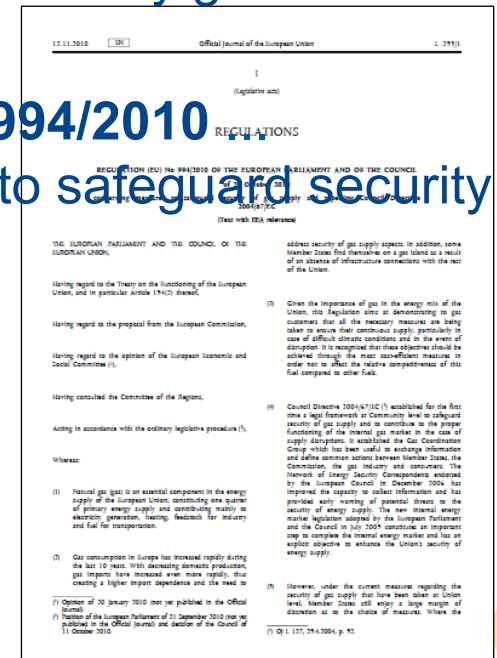 12.11.2010
EN
Official Journal of the European Union
L 295/1
I
(Legislative acts)
994/2010 ...
REGULATIONS
REGULATION (EU) No 994/2010 OF THE EUROPEAN PARLIAMENT AND OF THE COUNCIL
to safeguard security
of 20 October 2010
concerning measures to safeguard security of gas supply and repealing Council Directive
2004/67/EC
(Text with EEA relevance)
THE EUROPEAN PARLIAMENT AND THE COUNCIL OF THE
EUROPEAN UNION,
Having regard to the Treaty on the Functioning of the European
Union, and in particular Article 194(2) thereof,
Having regard to the proposal from the European Commission,
Having regard to the opinion of the European Economic and
Social Committee (¹),
Having consulted the Committee of the Regions,
Acting in accordance with the ordinary legislative procedure (²),
Whereas:
(1) Natural gas (gas) is an essential component in the energy
supply of the European Union, constituting one quarter
of primary energy supply and contributing mainly to
electricity generation, heating, feedstock for industry
and fuel for transportation.
(2) Gas consumption in Europe has increased rapidly during
the last 10 years. With decreasing domestic production,
gas imports have increased even more rapidly, thus
creating a higher import dependence and the need to
(¹) Opinion of 20 January 2010 (not yet published in the Official
Journal).
(²) Position of the European Parliament of 21 September 2010 (not yet
published in the Official Journal) and decision of the Council of
11 October 2010.
address security of gas supply aspects. In addition, some
Member States find themselves on a gas island as a result
of an absence of infrastructure connections with the rest
of the Union.
(3) Given the importance of gas in the energy mix of the
Union, this Regulation aims at demonstrating to gas
customers that all the necessary measures are being
taken to ensure their continuous supply, particularly in
case of difficult climatic conditions and in the event of
disruption. It is recognized that these objectives should be
achieved through the most cost-efficient measures in
order not to affect the relative competitiveness of this
fuel compared to other fuels.
(4) Council Directive 2004/67/EC (³) established for the first
time a legal framework at Community level to safeguard
security of gas supply and to contribute to the proper
functioning of the internal gas market in the case of
supply disruptions. It established the Gas Coordination
Group which has been useful to exchange information
and define common actions between Member States, the
Commission, the gas industry and consumers. The
Network of Energy Security Correspondents endorsed
by the European Council in December 2006 has
improved the capacity to collect information and has
provided early warning of potential threats to the
security of energy supply. The new internal energy
market legislation adopted by the European Parliament
and the Council in July 2009 constitutes an important
step to complete the internal energy market and has an
explicit objective to enhance the Union's security of
energy supply.
(5) However, under the current measures regarding the
security of gas supply that have been taken at Union
level, Member States still enjoy a large margin of
discretion as to the choice of measures. Where the
(³) OJ L 127, 29.4.2004, p. 92.